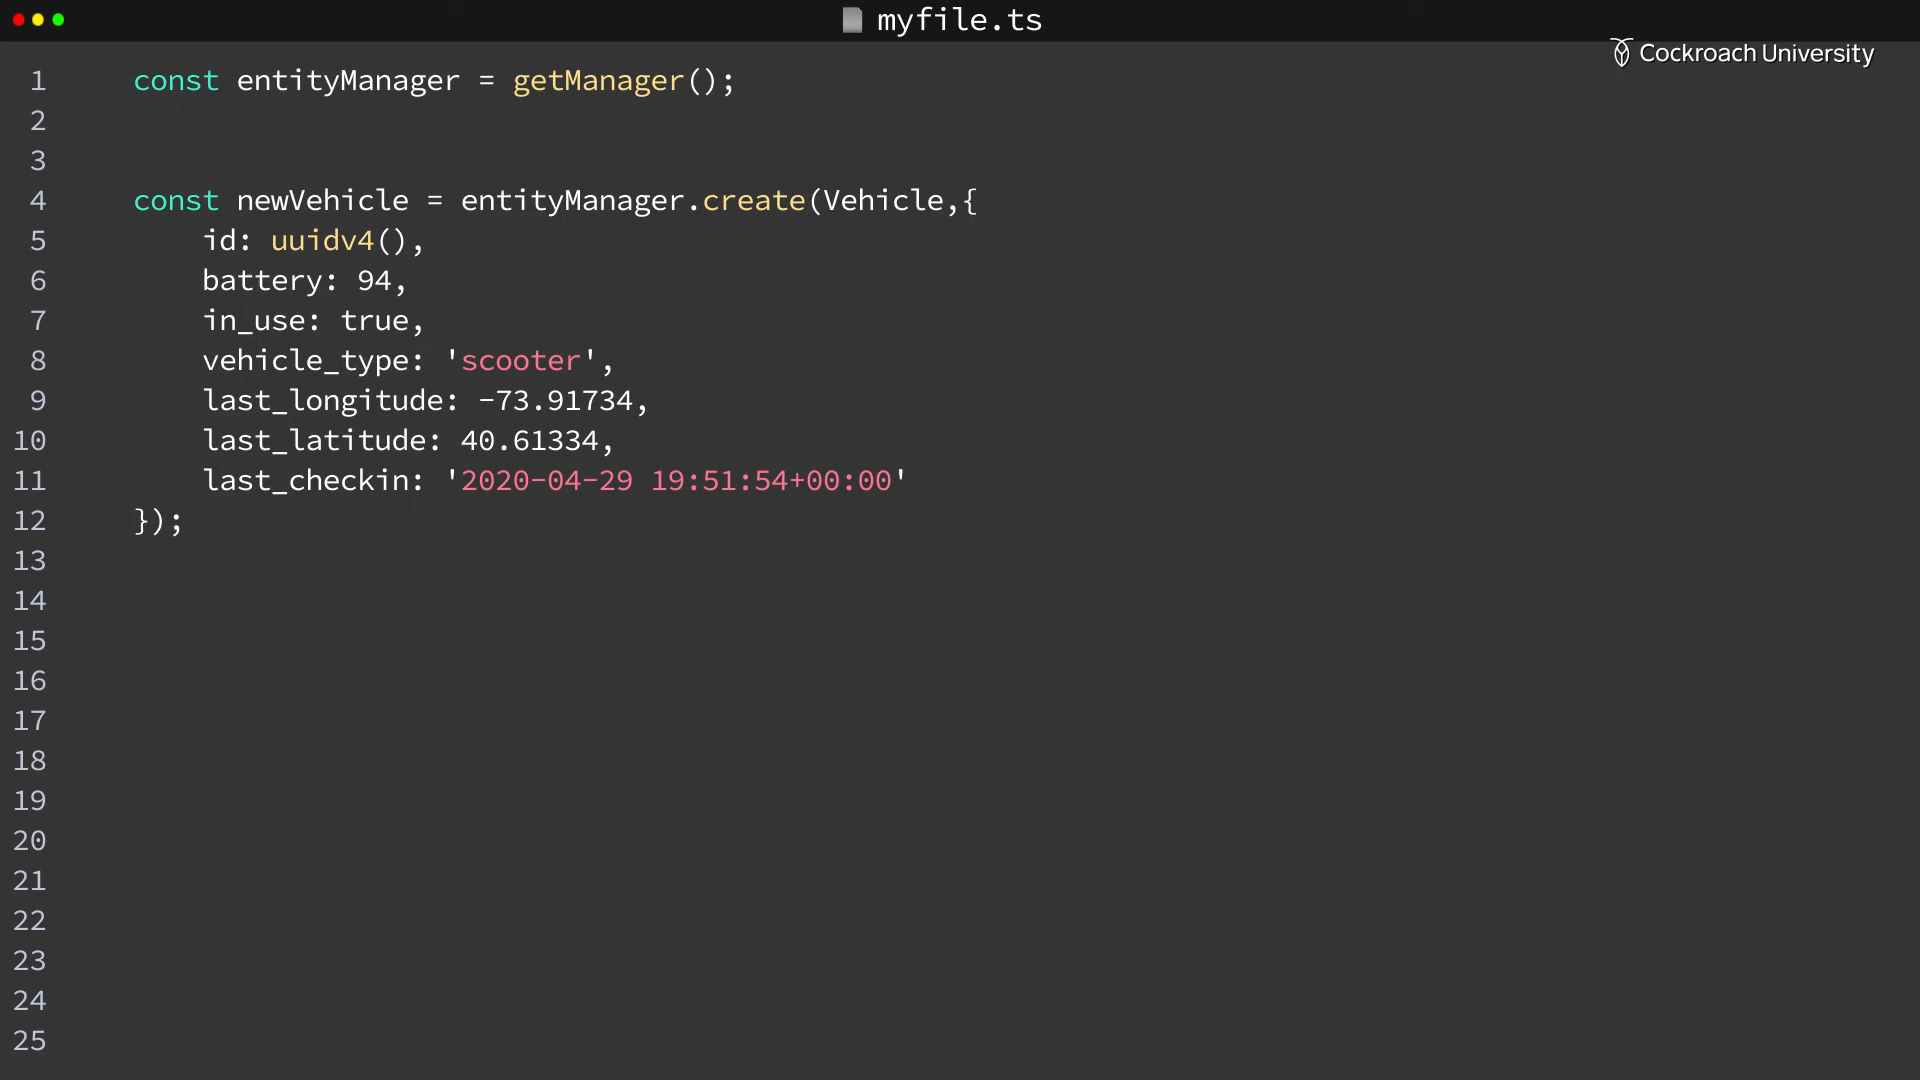 myfile.ts
Cockroach University
1 const entityManager = getManager();
2
3
4 const newVehicle = entityManager.create(Vehicle,{
5 id: uuidv4(),
6 battery: 94,
7 in_use: true,
8 vehicle_type: 'scooter',
9 last_longitude: -73.91734,
10 last_latitude: 40.61334,
11 last_checkin: '2020-04-29 19:51:54+00:00'
12 });
13
14
15
16
17
18
19
20
21
22
23
24
25